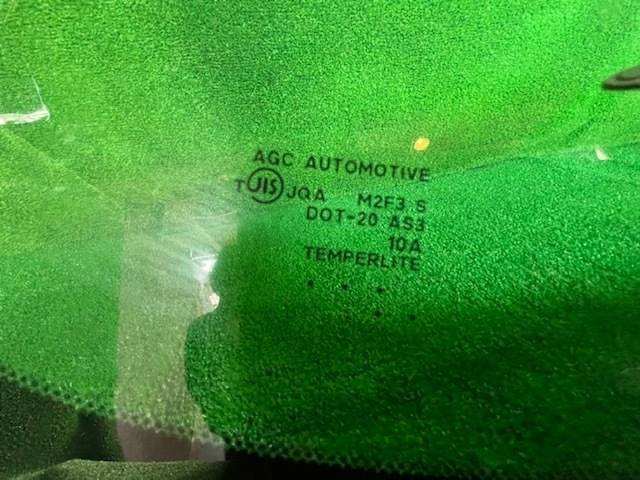 AGC AUTOMOTIVE
T JIS JQA M2F3 S
DOT-20 AS3
10A
TEMPERLITE